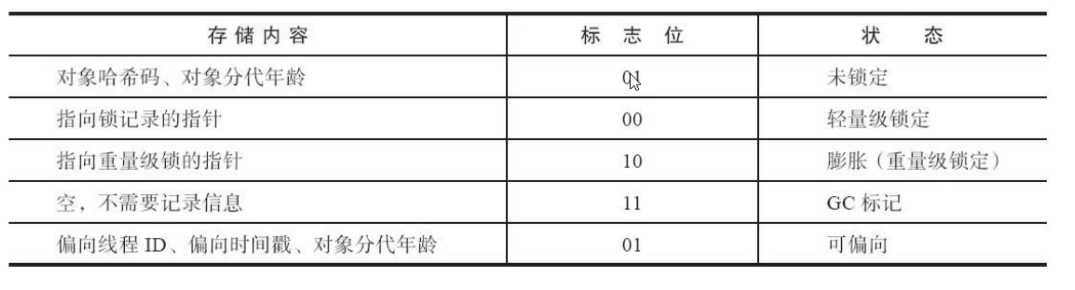 存储内容 标 志 位 状 态
对象哈希码、对象分代年龄 01 未锁定
指向锁记录的指针 00 轻量级锁定
指向重量级锁的指针 10 膨胀（重量级锁定）
空，不需要记录信息 11 GC 标记
偏向线程 ID、偏向时间戳、对象分代年龄 01 可偏向